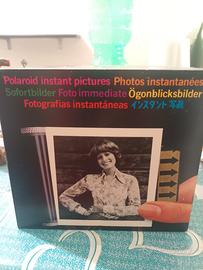 Polaroid instant pictures Photos instantanées
Sofortbilder Foto immediate Ögonblicksbilder
Fotografias instantáneas インスタント写真